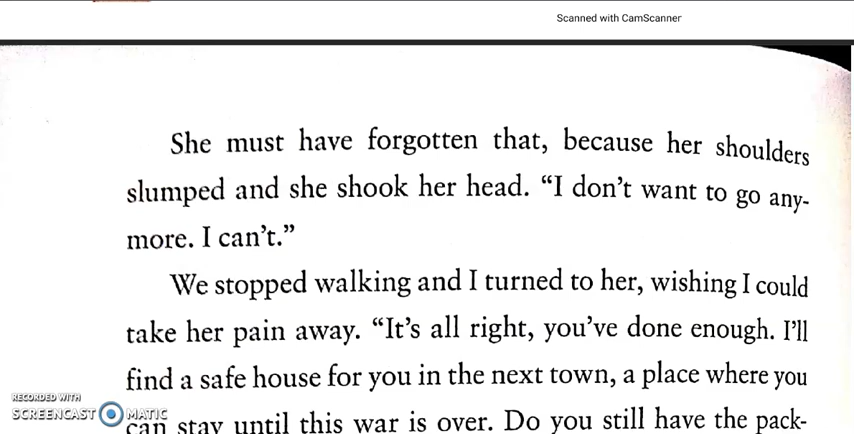 Scanned with CamScanner
She must have forgotten that, because her shoulders
slumped and she shook her head. “I don’t want to go any-
more. I can’t.”
We stopped walking and I turned to her, wishing I could
take her pain away. “It’s all right, you’ve done enough. I’ll
find a safe house for you in the next town, a place where you
can stay until this war is over. Do you still have the pack-
RECORDED WITH
SCREENCAST MATIC